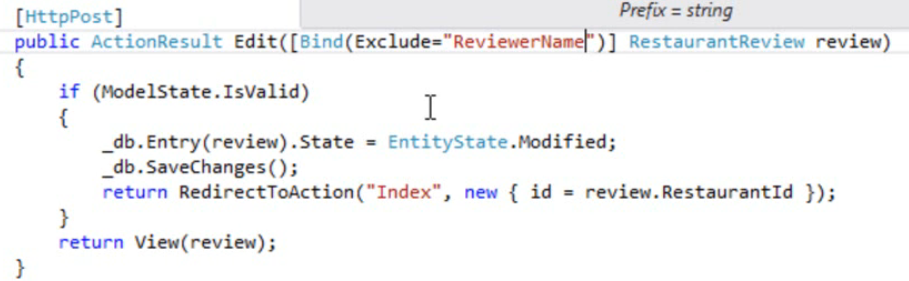 Prefix = string
[HttpPost]
public ActionResult Edit([Bind(Exclude="ReviewerName")] RestaurantReview review)
{
    if (ModelState.IsValid)
    {
        _db.Entry(review).State = EntityState.Modified;
        _db.SaveChanges();
        return RedirectToAction("Index", new { id = review.RestaurantId });
    }
    return View(review);
}